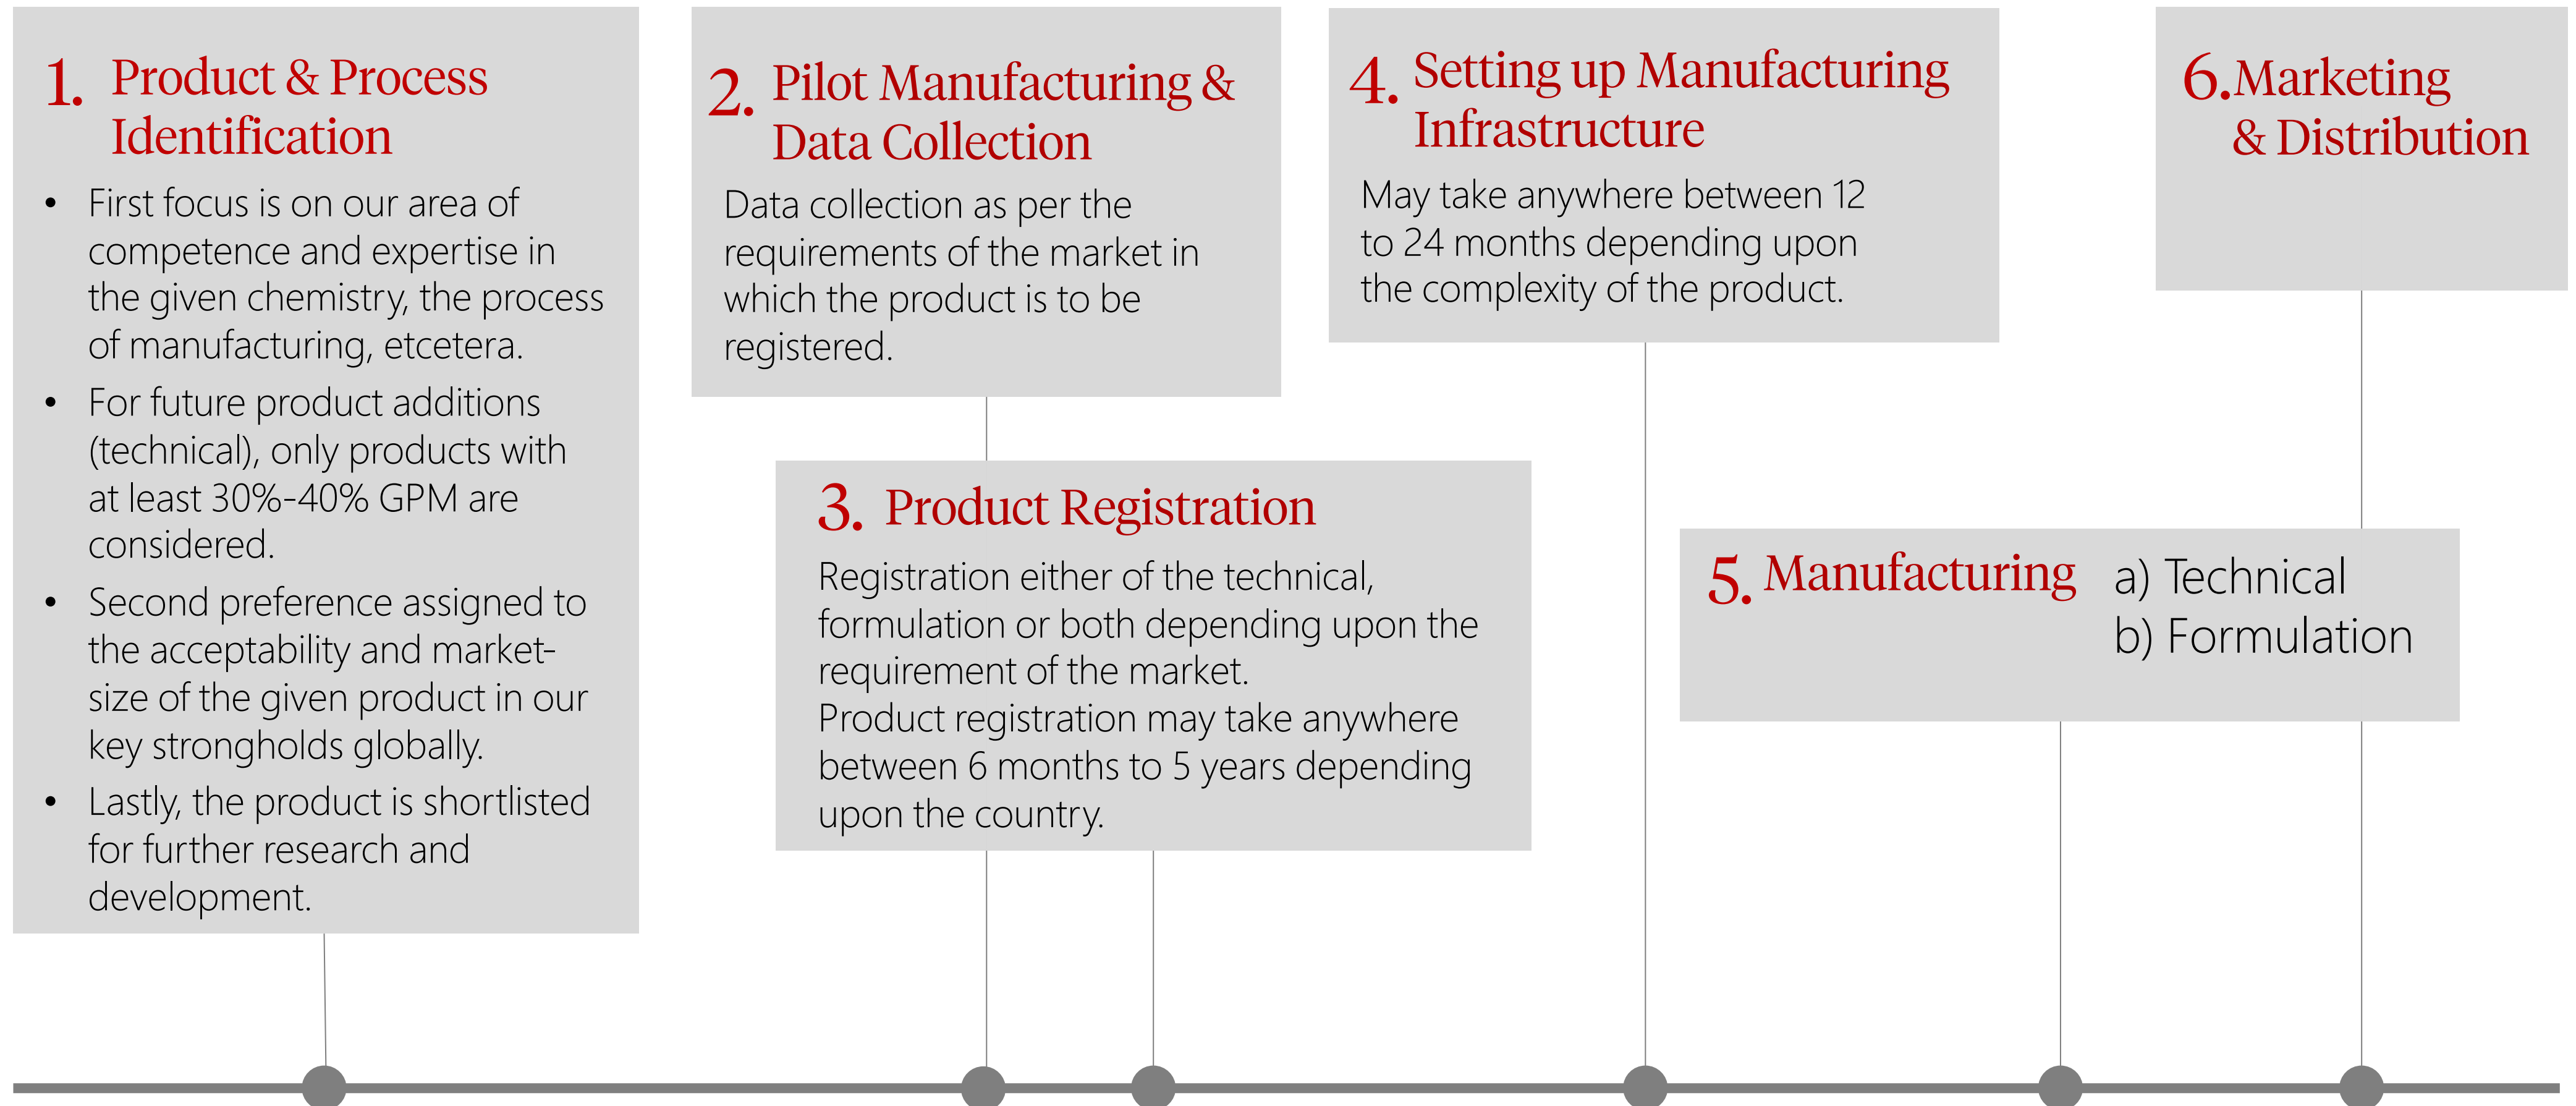 1. Product & Process
Identification
• First focus is on our area of
competence and expertise in
the given chemistry, the process
of manufacturing, etcetera.
• For future product additions
(technical), only products with
at least 30%-40% GPM are
considered.
• Second preference assigned to
the acceptability and market-
size of the given product in our
key strongholds globally.
• Lastly, the product is shortlisted
for further research and
development.
2. Pilot Manufacturing &
Data Collection
Data collection as per the
requirements of the market in
which the product is to be
registered.
3. Product Registration
Registration either of the technical,
formulation or both depending upon the
requirement of the market.
Product registration may take anywhere
between 6 months to 5 years depending
upon the country.
4. Setting up Manufacturing
Infrastructure
May take anywhere between 12
to 24 months depending upon
the complexity of the product.
5. Manufacturing a) Technical
b) Formulation
6. Marketing
& Distribution